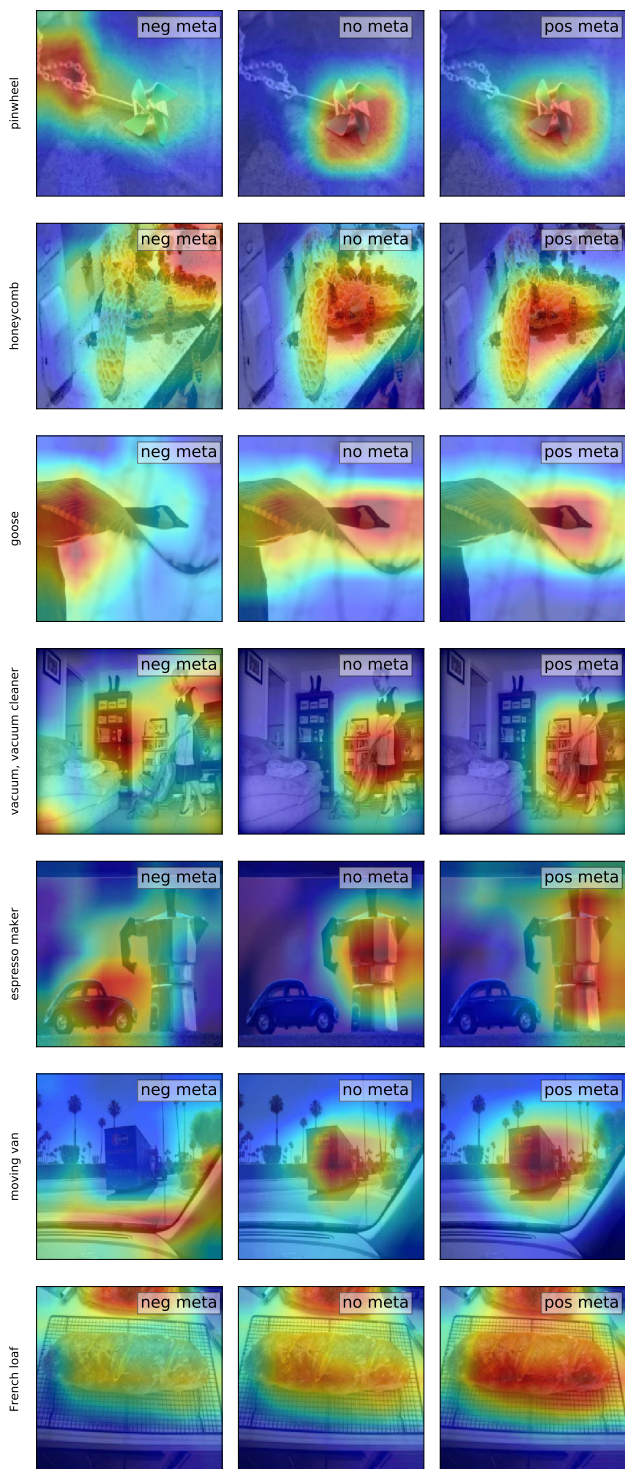 pinwheel
neg meta
no meta
pos meta
honeycomb
neg meta
no meta
pos meta
goose
neg meta
no meta
pos meta
vacuum, vacuum cleaner
neg meta
no meta
pos meta
espresso maker
neg meta
no meta
pos meta
moving van
neg meta
no meta
pos meta
French loaf
neg meta
no meta
pos meta